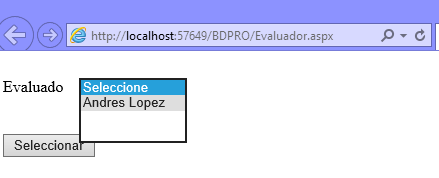 http://localhost:57649/BDPRO/Evaluador.aspx
Evaluado Seleccione
Andres Lopez
Seleccionar